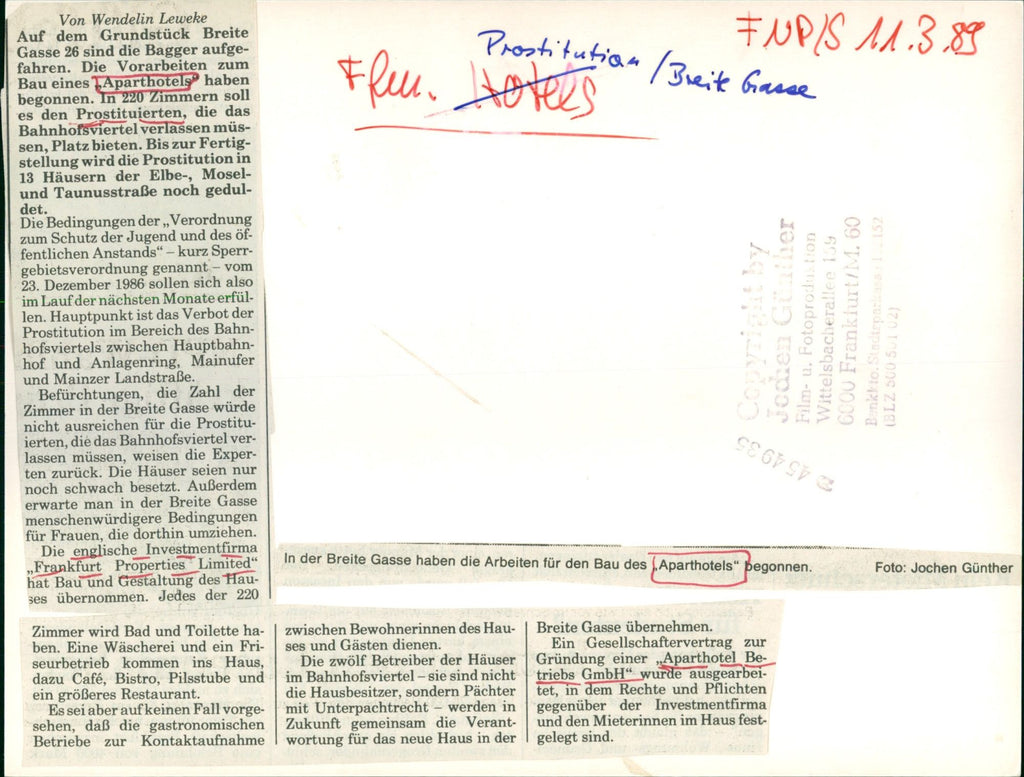 Von Wendelin Leweke
Auf dem Grundstück Breite
Gasse 26 sind die Bagger aufge-
fahren. Die Vorarbeiten zum
Bau eines „Aparthotels“ haben
begonnen. In 220 Zimmern soll
es den Prostituierten, die das
Bahnhofsviertel verlassen müs-
sen, Platz bieten. Bis zur Fertig-
stellung wird die Prostitution in
13 Häusern der Elbe-, Mosel-
und Taunusstraße noch gedul-
det.
Die Bedingungen der „Verordnung
zum Schutz der Jugend und des öf-
fentlichen Anstands“ – kurz Sperr-
gebietsverordnung genannt – vom
23. Dezember 1986 sollen sich also
im Lauf der nächsten Monate erfül-
len. Hauptpunkt ist das Verbot der
Prostitution im Bereich des Bahn-
hofsviertels zwischen Hauptbahn-
hof und Anlagenring, Mainufer
und Mainzer Landstraße.
Befürchtungen, die Zahl der
Zimmer in der Breite Gasse würde
nicht ausreichen für die Prostitu-
ierten, die das Bahnhofsviertel ver-
lassen müssen, weisen die Exper-
ten zurück. Die Häuser seien nur
noch schwach besetzt. Außerdem
erwarte man in der Breite Gasse
menschenwürdigere Bedingungen
für Frauen, die dorthin umziehen.
Die englische Investmentfirma
„Frankfurt Properties Limited“
hat Bau und Gestaltung des Hau-
ses übernommen. Jedes der 220
Zimmer wird Bad und Toilette ha-
ben. Eine Wäscherei und ein Fri-
seurbetrieb kommen ins Haus,
dazu Café, Bistro, Pilsstube und
ein größeres Restaurant.
Es sei aber auf keinen Fall vorge-
sehen, daß die gastronomischen
Betriebe zur Kontaktaufnahme
zwischen Bewohnerinnen des Hau-
ses und Gästen dienen.
Die zwölf Betreiber der Häuser
im Bahnhofsviertel – sie sind nicht
die Hausbesitzer, sondern Pächter
mit Unterpachtrecht – werden in
Zukunft gemeinsam die Verant-
wortung für das neue Haus in der
Breite Gasse übernehmen.
Ein Gesellschaftervertrag zur
Gründung einer „Aparthotel Be-
triebs GmbH“ wurde ausgearbei-
tet, in dem Rechte und Pflichten
gegenüber der Investmentfirma
und den Mieterinnen im Haus fest-
gelegt sind.
In der Breite Gasse haben die Arbeiten für den Bau des „Aparthotels“ begonnen. Foto: Jochen Günther
FNP/S 11.3.89
Prostitution / Breite Gasse
Ffm. Hotels
Copyright by
Jochen Günther
Film- u. Fotoproduktion
Wittelsbacherallee
6000 Frankfurt/M. 60
Bankkto. Stadtsparkasse
(BLZ 500 501 02)
454935